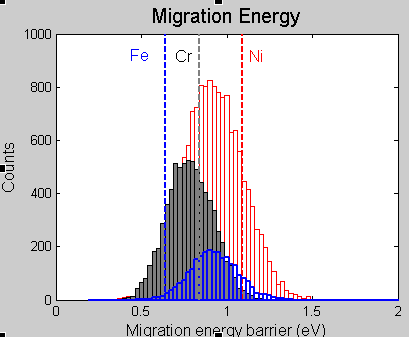 Migration Energy
1000
800
600
400
200
0
Counts
Fe Cr Ni
0 0.5 1 1.5 2
Migration energy barrier (eV)